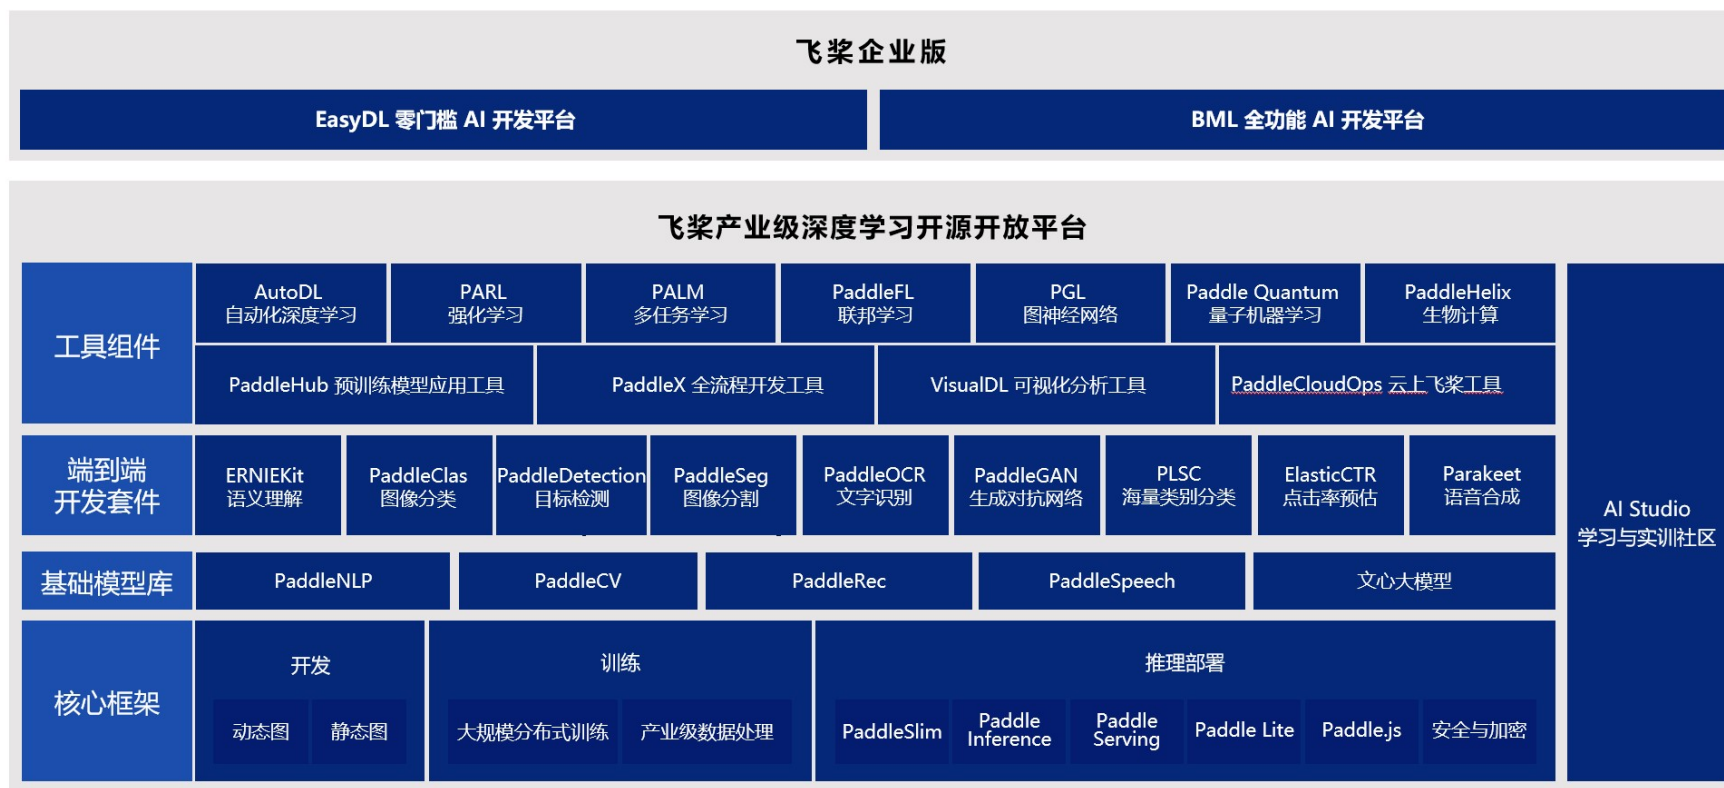 飞桨企业版
EasyDL 零门槛 AI 开发平台
BML 全功能 AI 开发平台
飞桨产业级深度学习开源开放平台
工具组件
AutoDL
自动化深度学习
PARL
强化学习
PALM
多任务学习
PaddleFL
联邦学习
PGL
图神经网络
Paddle Quantum
量子机器学习
PaddleHelix
生物计算
PaddleHub 预训练模型应用工具
PaddleX 全流程开发工具
VisualDL 可视化分析工具
PaddleCloudOps 云上飞桨工具
端到端
开发套件
ERNIEKit
语义理解
PaddleClas
图像分类
PaddleDetection
目标检测
PaddleSeg
图像分割
PaddleOCR
文字识别
PaddleGAN
生成对抗网络
PLSC
海量类别分类
ElasticCTR
点击率预估
Parakeet
语音合成
基础模型库
PaddleNLP
PaddleCV
PaddleRec
PaddleSpeech
文心大模型
核心框架
开发
动态图
静态图
训练
大规模分布式训练
产业级数据处理
推理部署
PaddleSlim
Paddle
Inference
Paddle
Serving
Paddle Lite
Paddle.js
安全与加密
AI Studio
学习与实训社区